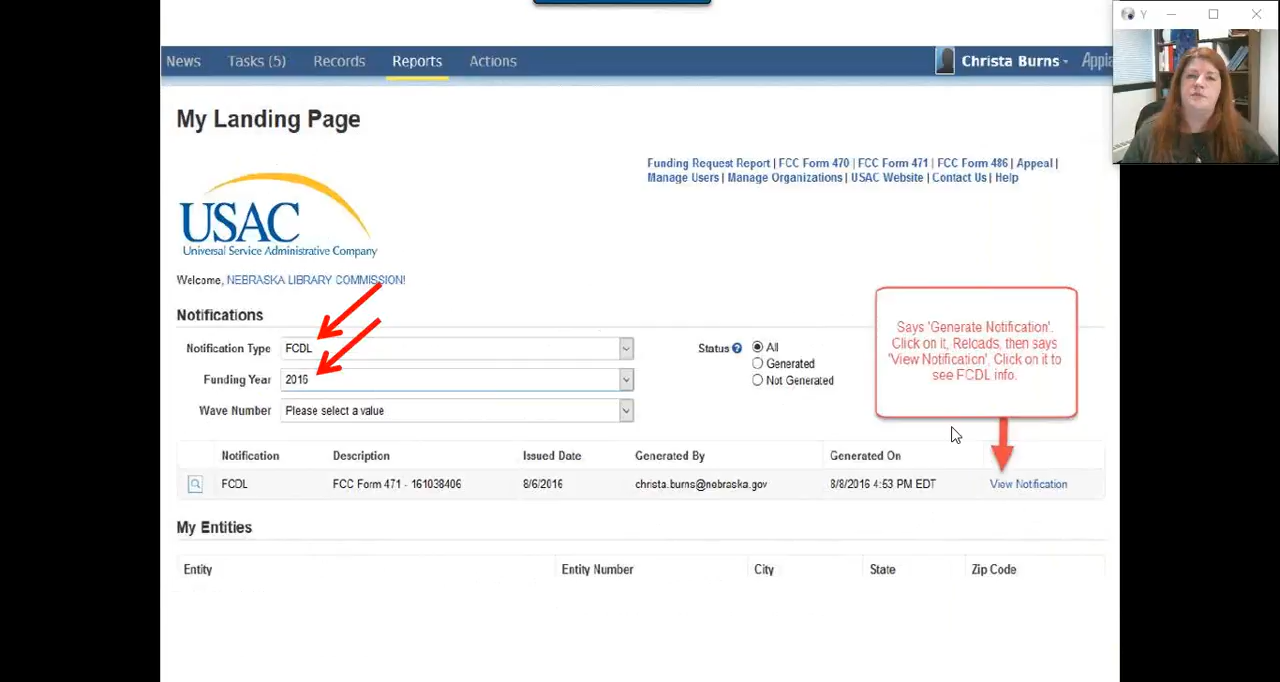 Y
News Tasks (5) Records Reports Actions Christa Burns Appia
My Landing Page
Funding Request Report | FCC Form 470 | FCC Form 471 | FCC Form 486 | Appeal |
Manage Users | Manage Organizations | USAC Website | Contact Us | Help
USAC
Universal Service Administrative Company
Welcome, NEBRASKA LIBRARY COMMISSION!
Notifications
Notification Type FCDL Status ? All
Generated
Funding Year 2016 Not Generated
Wave Number Please select a value
Says 'Generate Notification'.
Click on it, Reloads, then says
'View Notification', Click on it to
see FCDL info.
Notification Description Issued Date Generated By Generated On
FCDL FCC Form 471 - 161038406 8/6/2016 christa.burns@nebraska.gov 8/8/2016 4:53 PM EDT View Notification
My Entities
Entity Entity Number City State Zip Code